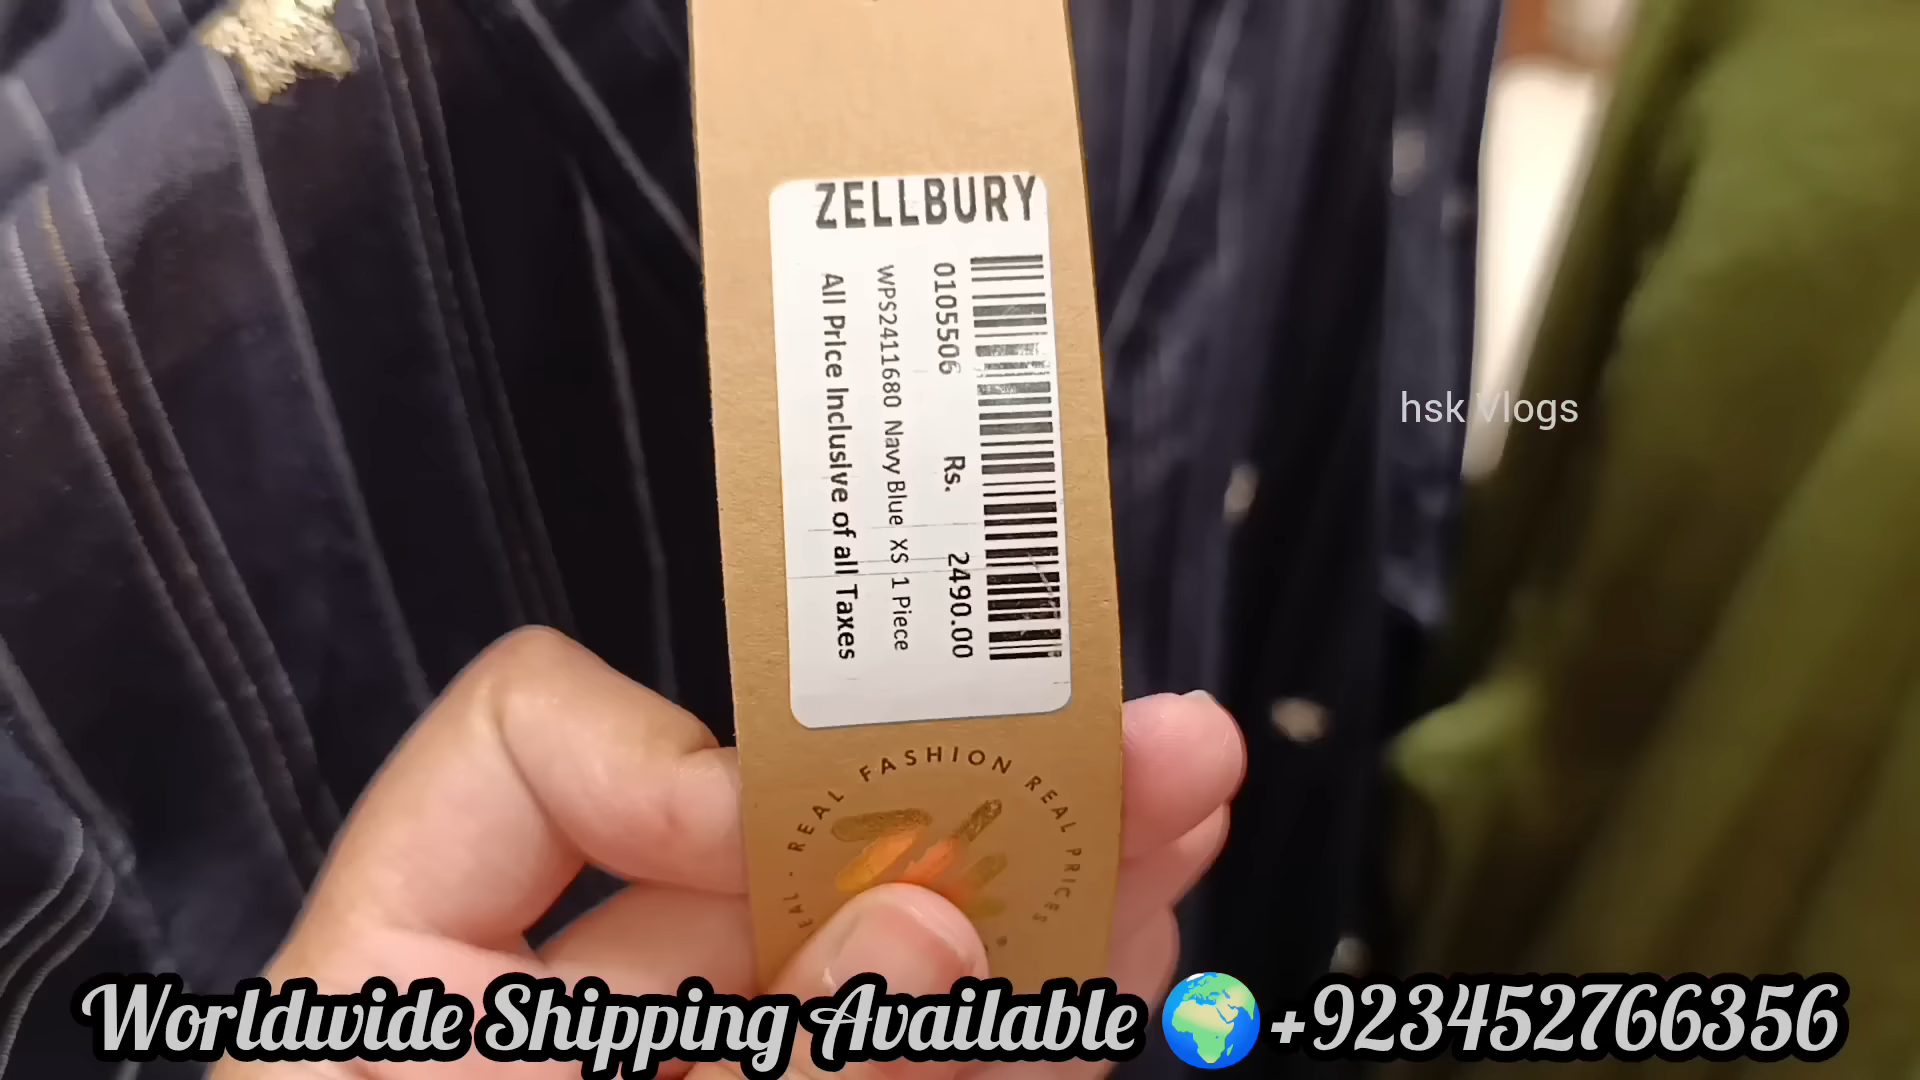 ZELLBURY
0105506 Rs. 2490.00
WPS2411680 Navy Blue XS 1 Piece
All Price Inclusive of all Taxes
REAL FASHION REAL PRICES
hsk Vlogs
Worldwide Shipping Available 🌍 +923452766356